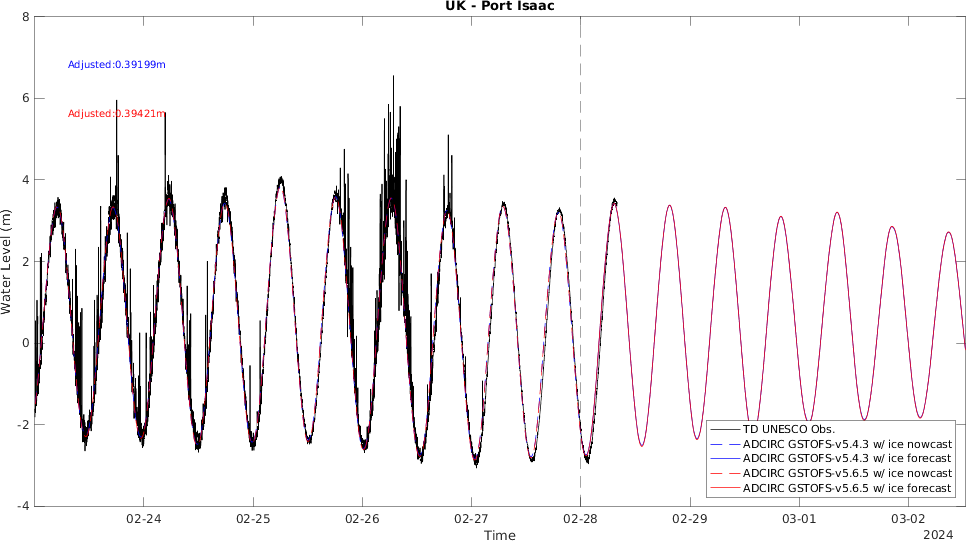 UK - Port Isaac
8
6
4
2
0
-2
-4
Water Level (m)
Adjusted:0.39199m
Adjusted:0.39421m
TD UNESCO Obs.
ADCIRC GSTOFS-v5.4.3 w/ ice nowcast
ADCIRC GSTOFS-v5.4.3 w/ ice forecast
ADCIRC GSTOFS-v5.6.5 w/ ice nowcast
ADCIRC GSTOFS-v5.6.5 w/ ice forecast
02-24 02-25 02-26 02-27 02-28 02-29 03-01 03-02
Time
2024